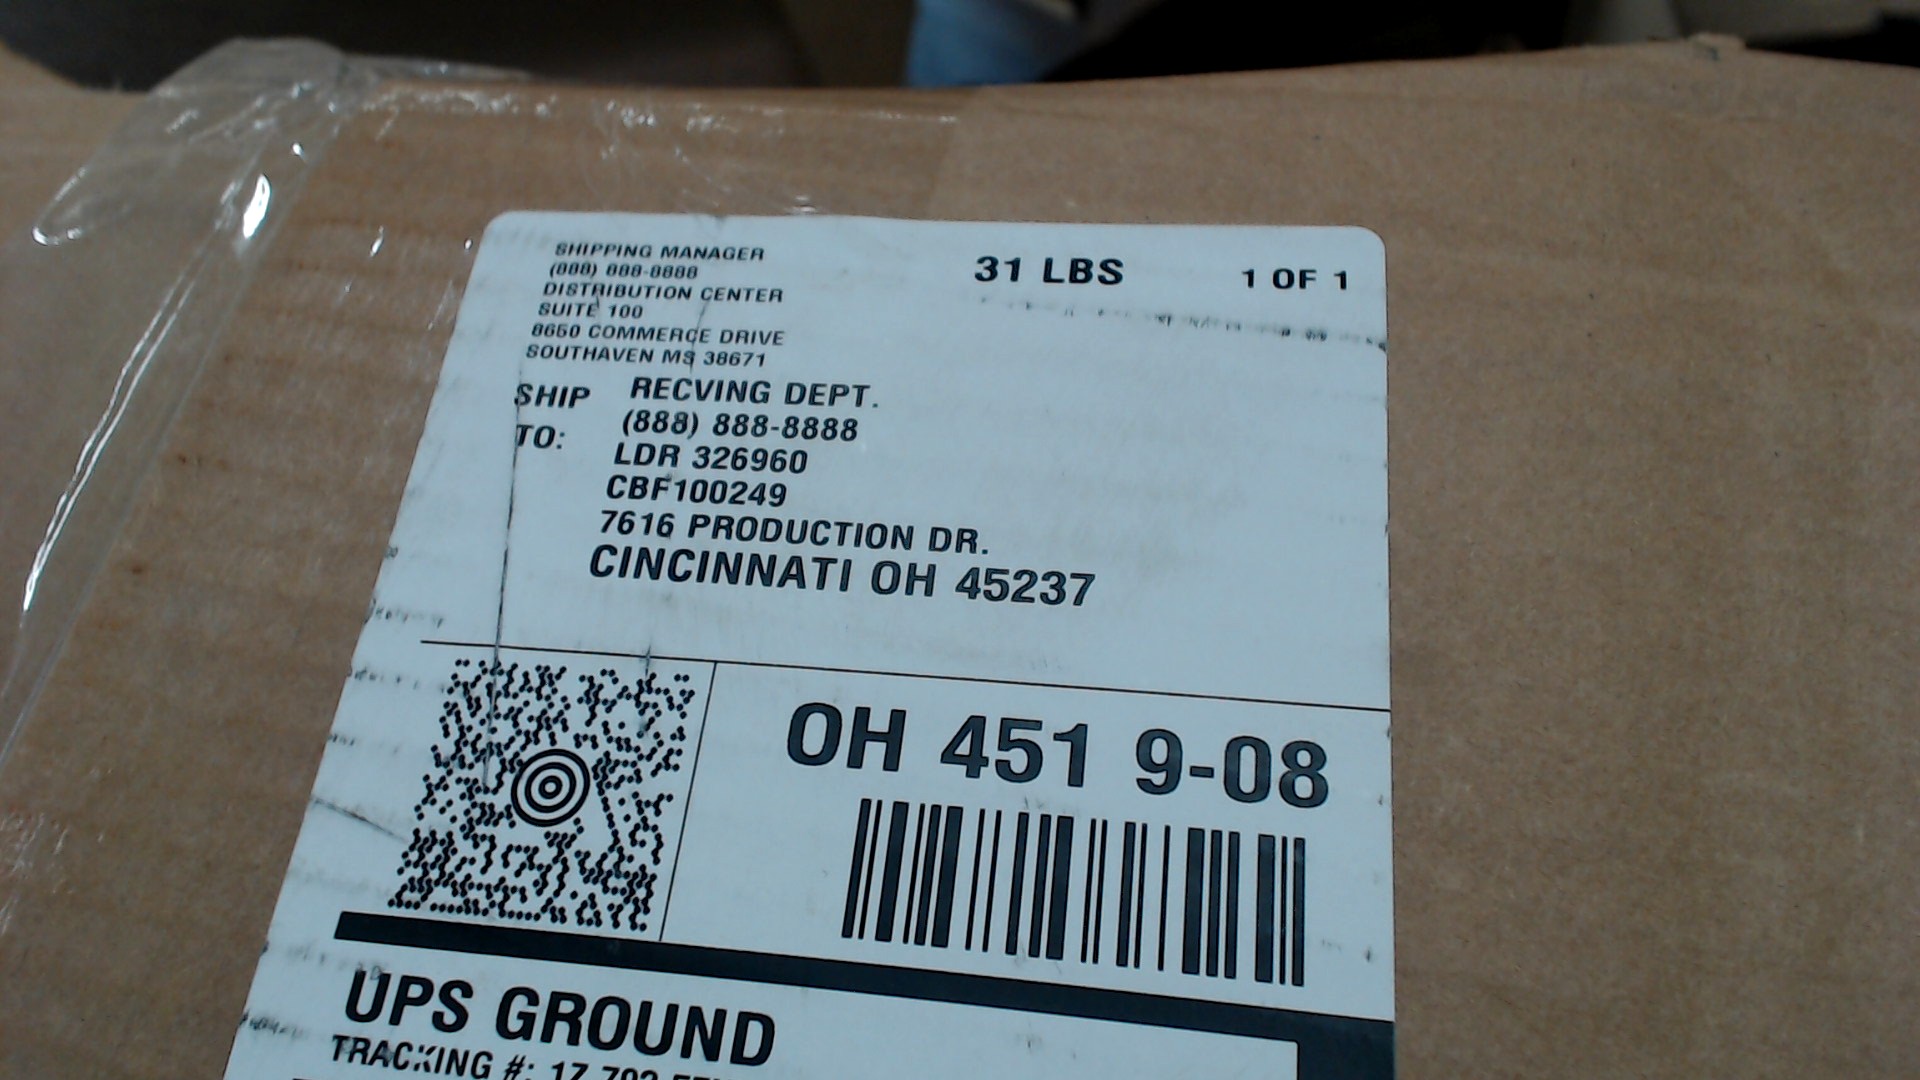 SHIPPING MANAGER
(888) 888-8888
DISTRIBUTION CENTER
SUITE 100
8650 COMMERCE DRIVE
SOUTHAVEN MS 38671
31 LBS 1 OF 1
SHIP TO:
RECVING DEPT.
(888) 888-8888
LDR 326960
CBF100249
7616 PRODUCTION DR.
CINCINNATI OH 45237
OH 451 9-08
UPS GROUND
TRACKING #: 1Z